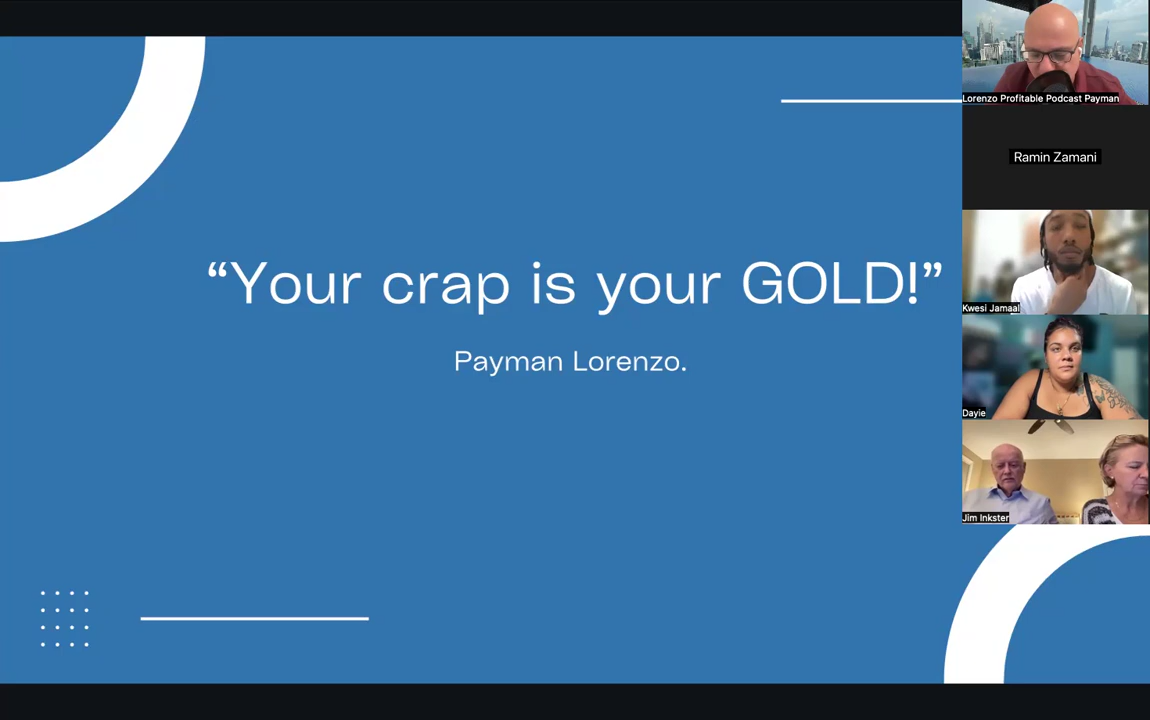 “Your crap is your GOLD!”
Payman Lorenzo.
Lorenzo Profitable Podcast Payman
Ramin Zamani
Kwesi Jamaal
Dayie
Jim Inkster